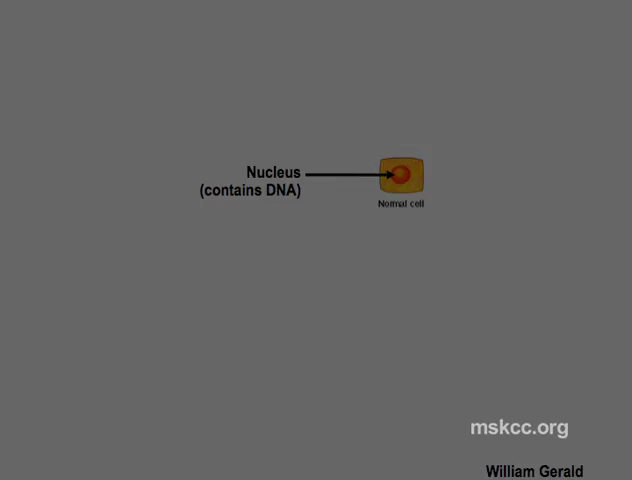 Nucleus
(contains DNA)
Normal cell
mskcc.org
William Gerald